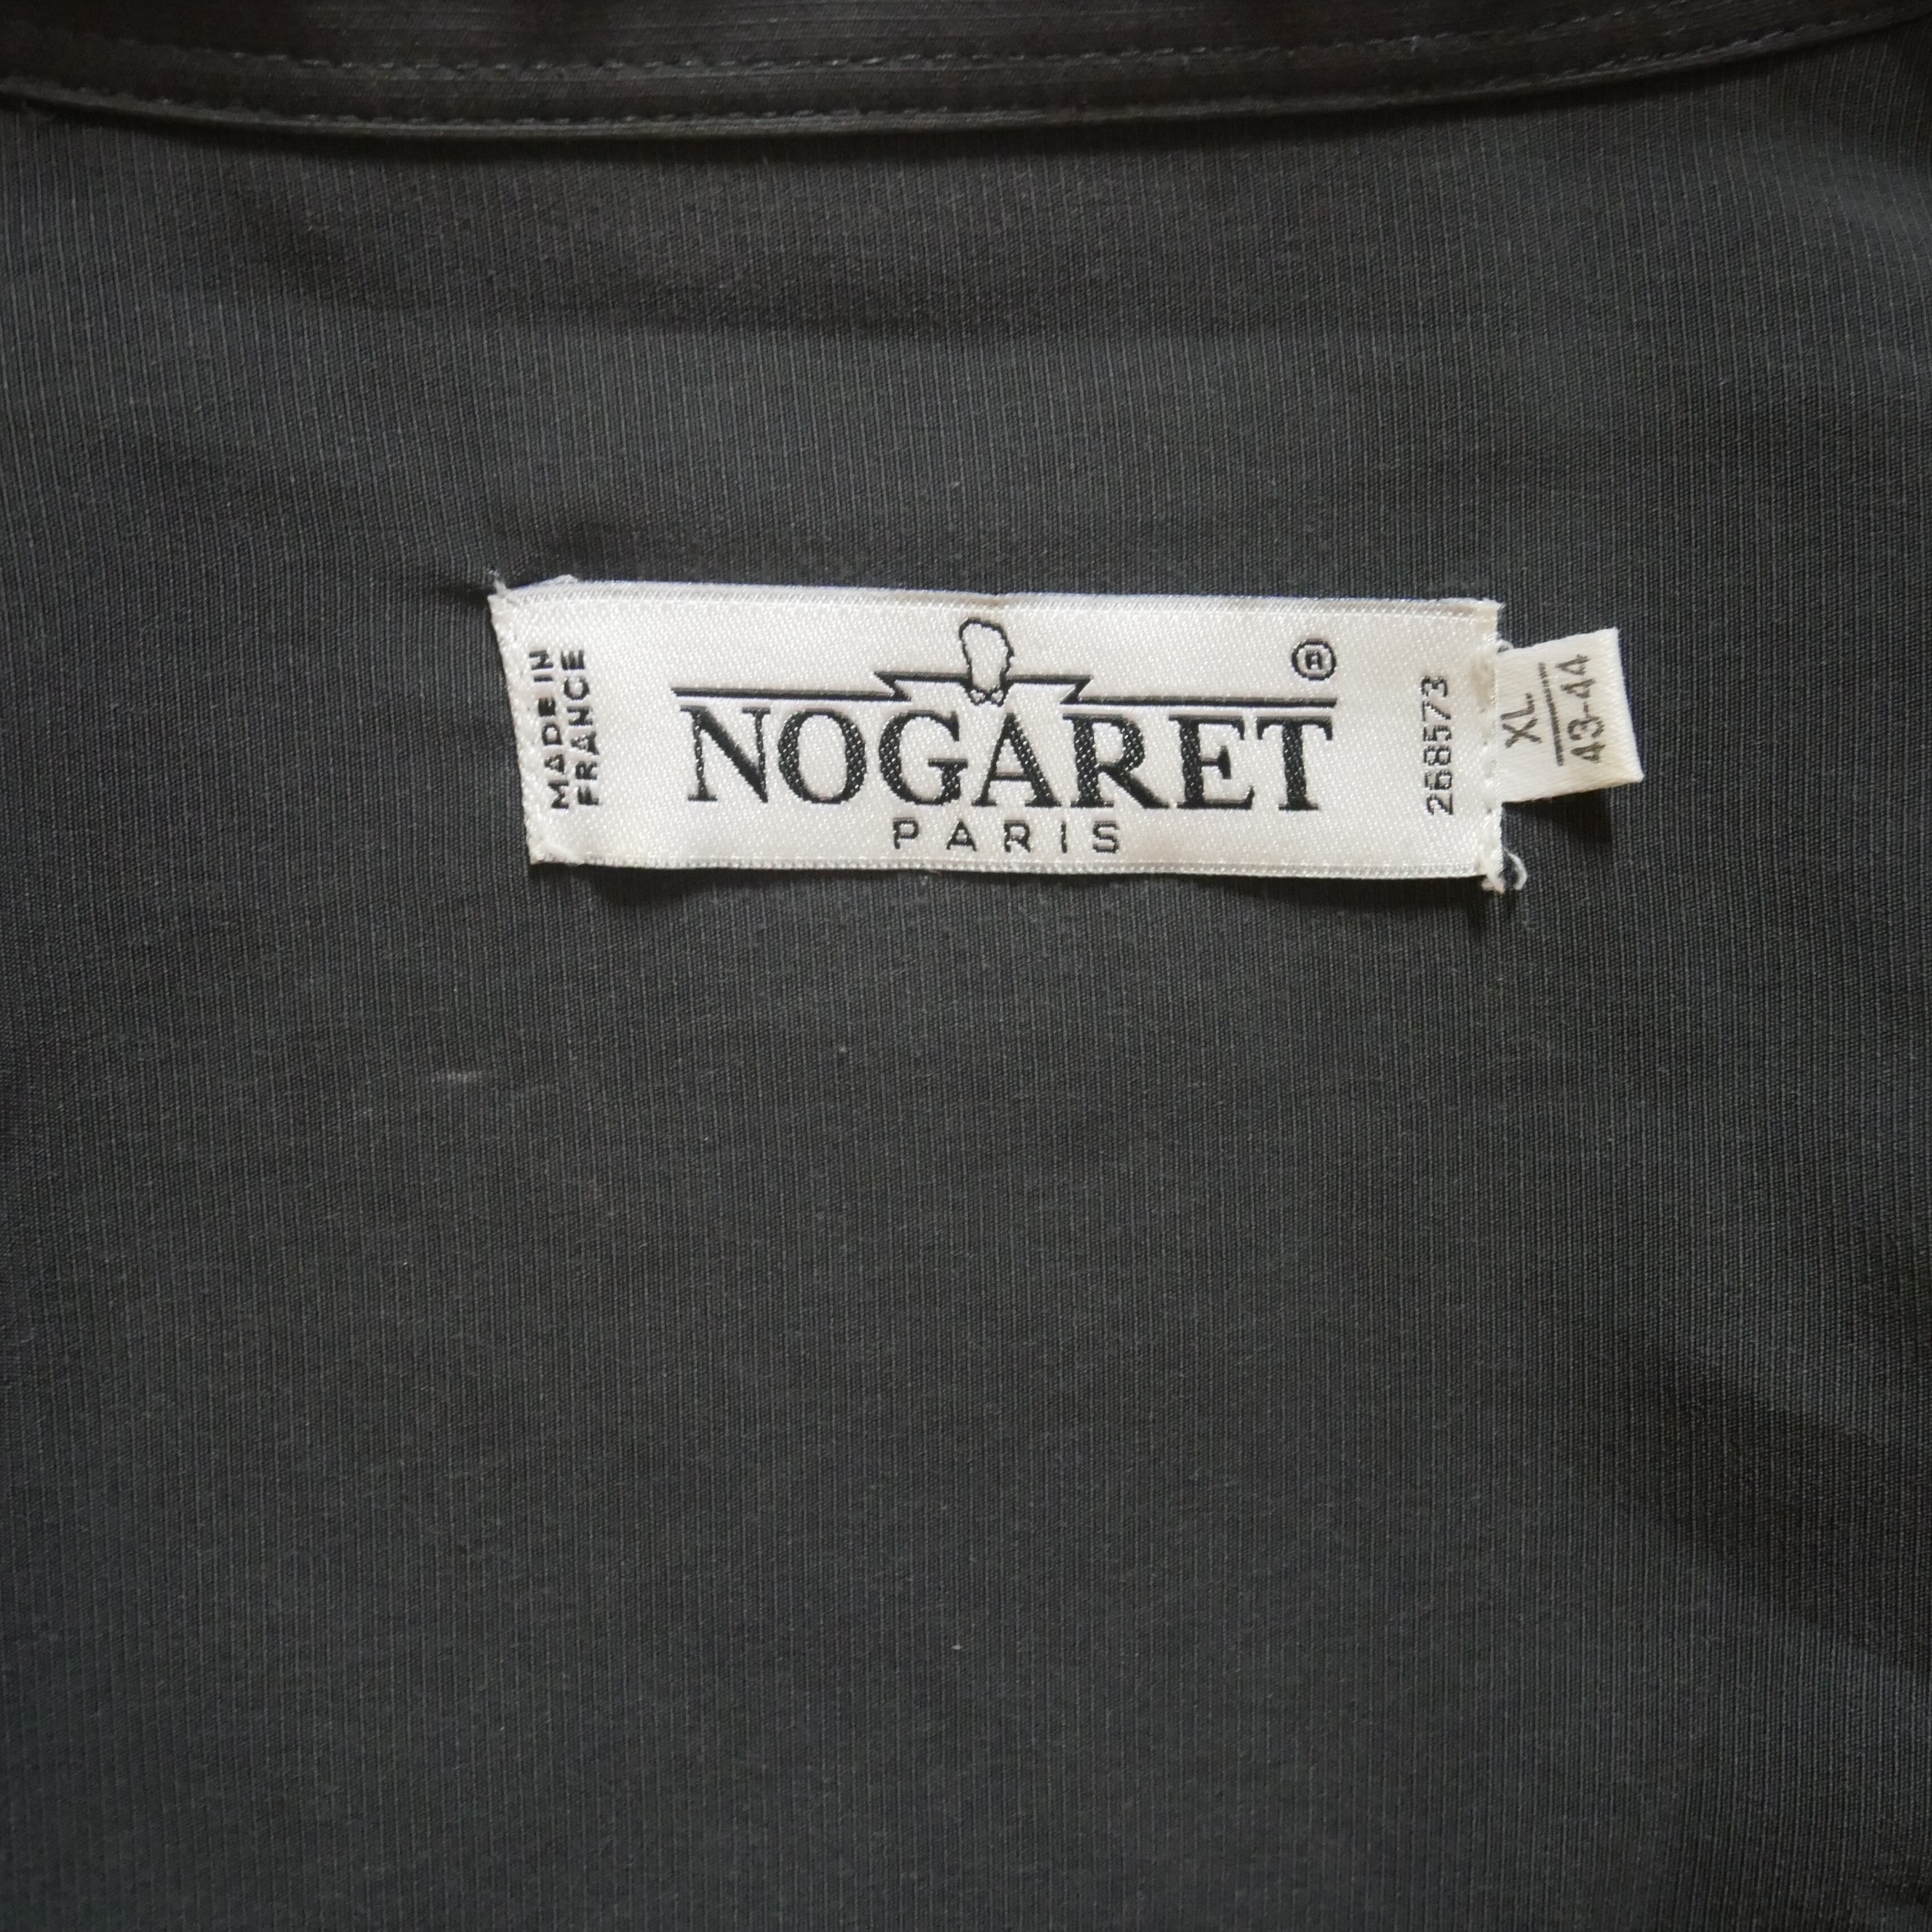 MADE IN
FRANCE
®
NOGARET
PARIS
268573
XL
43-44